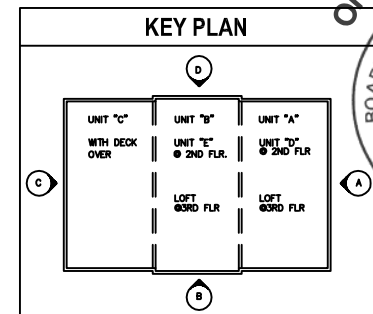 KEY PLAN
D
UNIT "C"
WITH DECK
OVER
UNIT "B"
UNIT "E"
@ 2ND FLR.
LOFT
@3RD FLR
UNIT "A"
UNIT "D"
@ 2ND FLR
LOFT
@3RD FLR
C
A
B